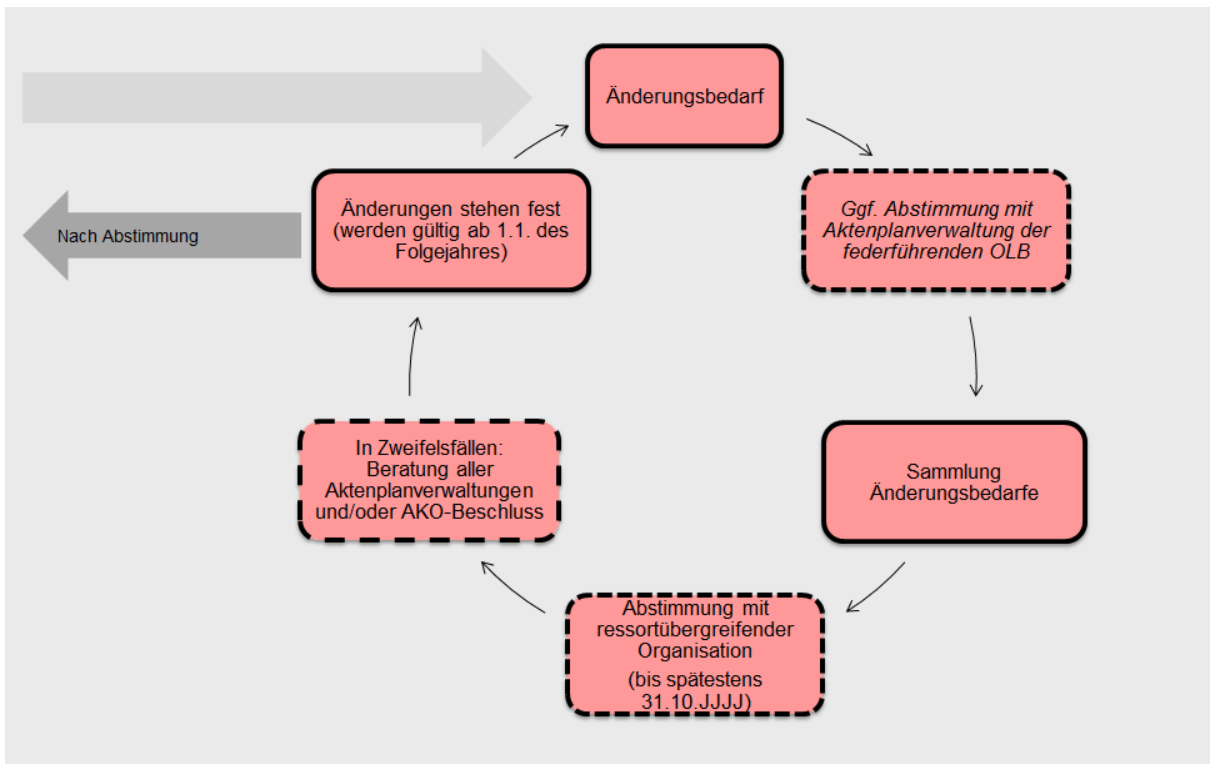 Änderungsbedarf
Ggf. Abstimmung mit
Aktenplanverwaltung der
federführenden OLB
Sammlung
Änderungsbedarfe
Abstimmung mit
ressortübergreifender
Organisation
(bis spätestens
31.10.JJJJ)
In Zweifelsfällen:
Beratung aller
Aktenplanverwaltungen
und/oder AKO-Beschluss
Änderungen stehen fest
(werden gültig ab 1.1. des
Folgejahres)
Nach Abstimmung